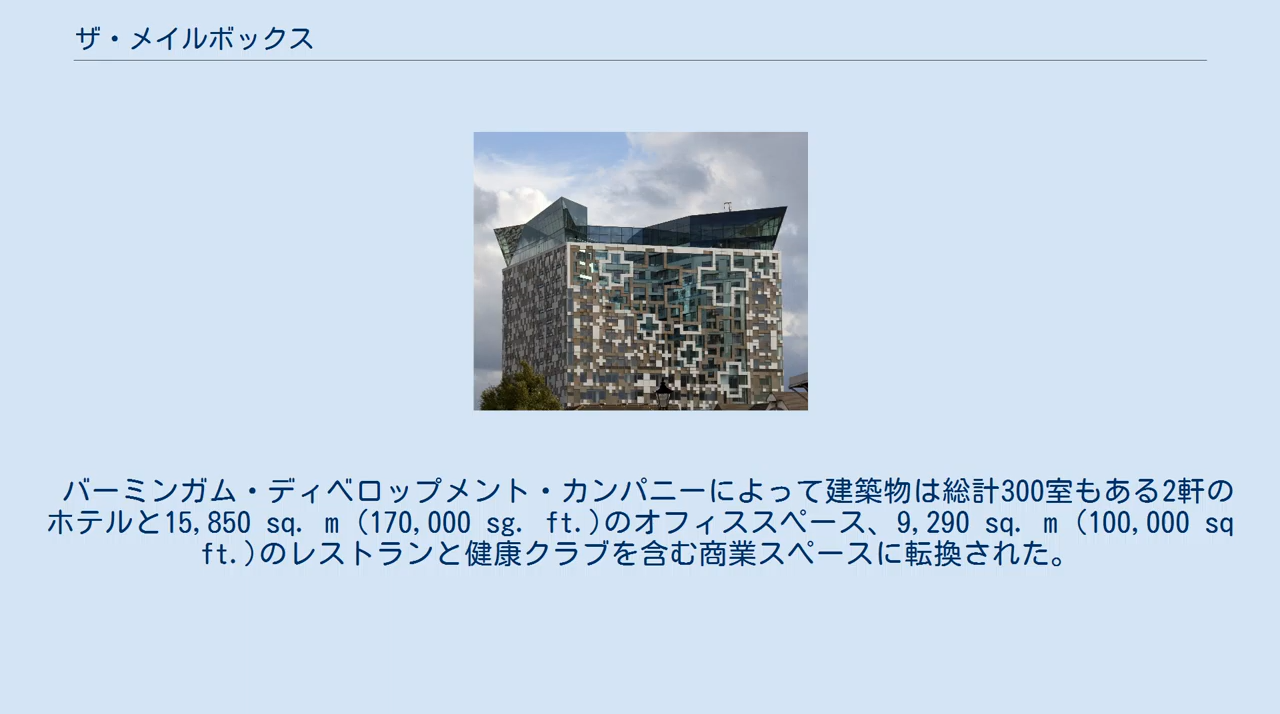 ザ・メイルボックス
バーミンガム・ディベロップメント・カンパニーによって建築物は総計300室もある2軒の
ホテルと15,850 sq. m (170,000 sg. ft.)のオフィススペース、9,290 sq. m (100,000 sq
ft.)のレストランと健康クラブを含む商業スペースに転換された。